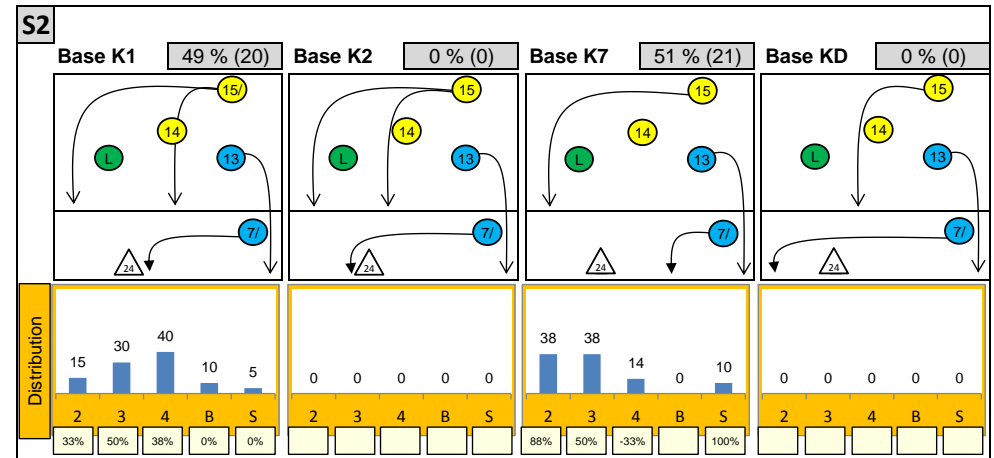 S2
Base K1 49 % (20) Base K2 0 % (0) Base K7 51 % (21) Base KD 0 % (0)
15/ 15 15 15
14 14 14 14
L 13 L 13 L 13 L 13
7/ 7/ 7/ 7/
24 24 24 24
Distribution
15 30 40 10 5 0 0 0 0 0 38 38 14 0 10 0 0 0 0 0
2 3 4 B S 2 3 4 B S 2 3 4 B S 2 3 4 B S
33% 50% 38% 0% 0% 88% 50% -33% 100%